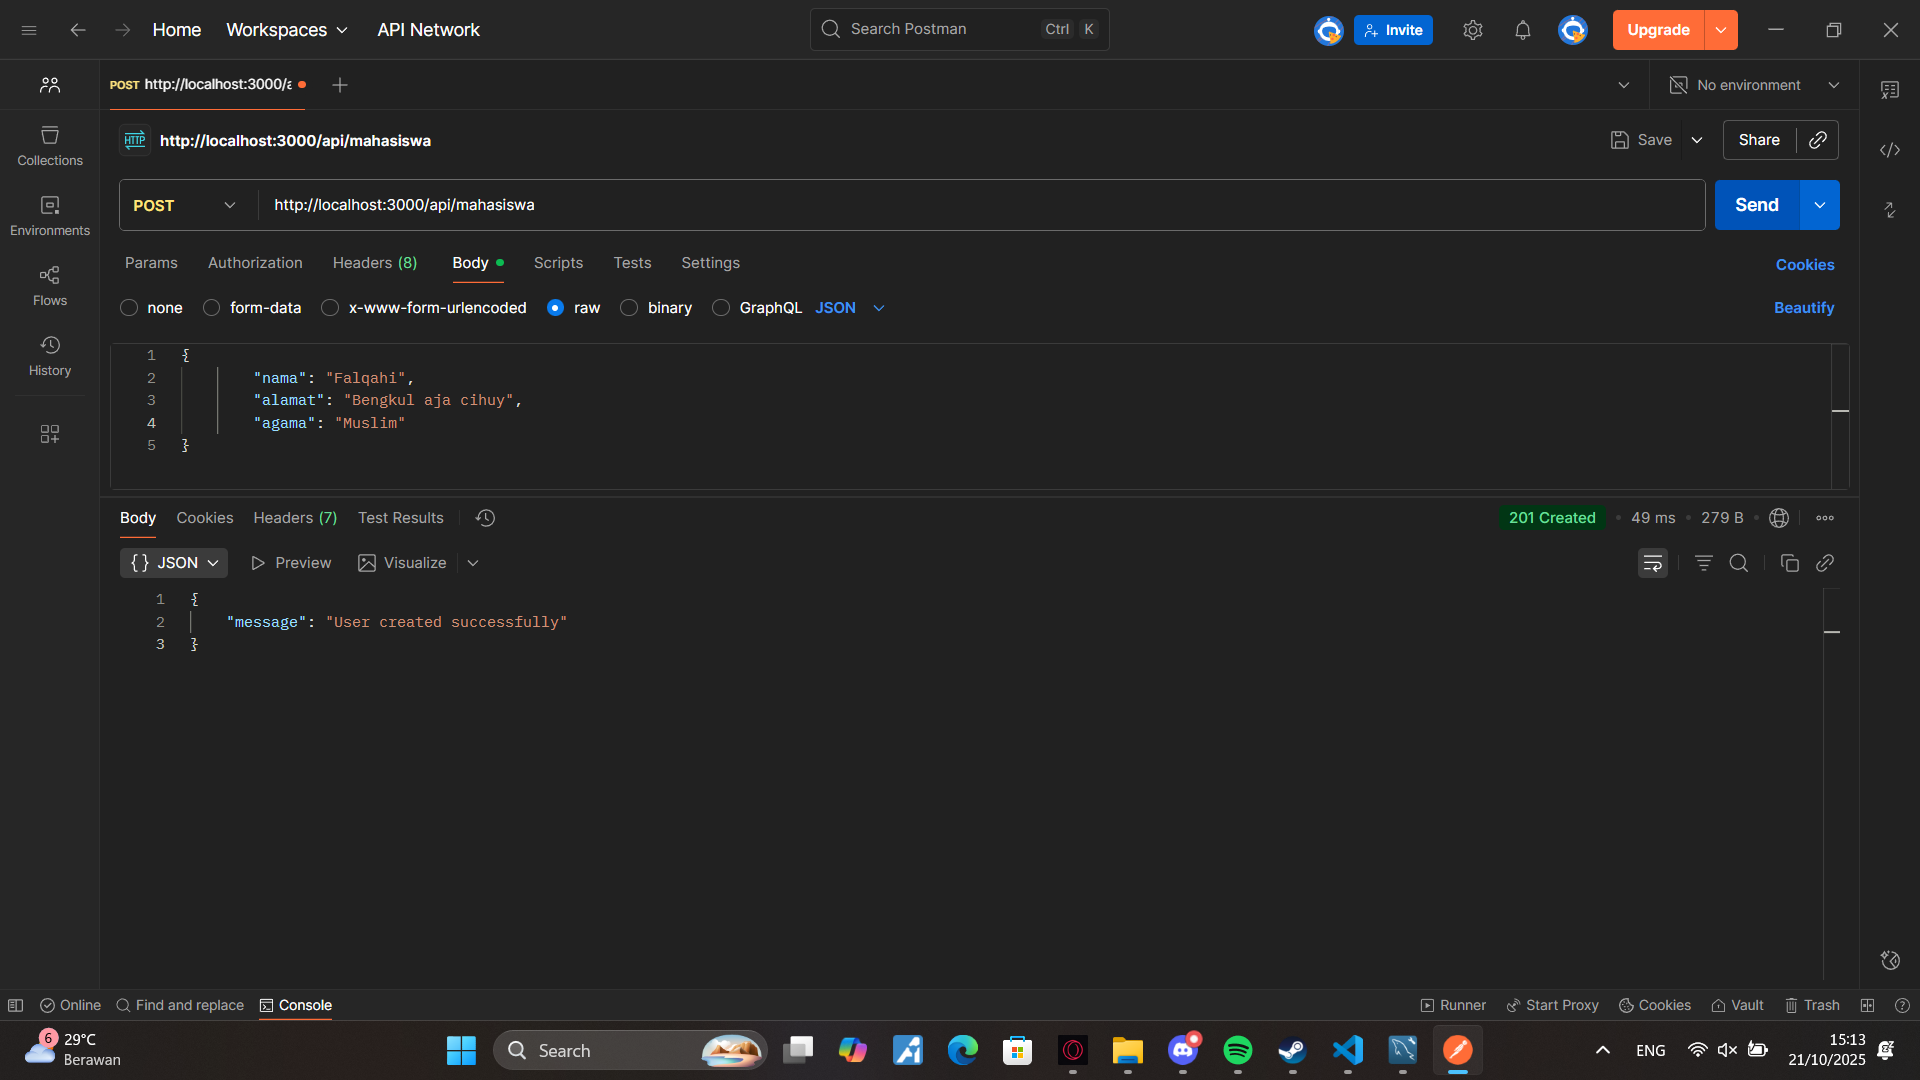 Home Workspaces API Network Search Postman Ctrl K Invite Upgrade
POST http://localhost:3000/a No environment
HTTP http://localhost:3000/api/mahasiswa Save Share
Collections
Environments
Flows
History
POST http://localhost:3000/api/mahasiswa Send
Params Authorization Headers (8) Body Scripts Tests Settings Cookies
none form-data x-www-form-urlencoded raw binary GraphQL JSON Beautify
1 {
2 "nama": "Falqahi",
3 "alamat": "Bengkul aja cihuy",
4 "agama": "Muslim"
5 }
Body Cookies Headers (7) Test Results 201 Created • 49 ms • 279 B
{ } JSON Preview Visualize
1 {
2 "message": "User created successfully"
3 }
Online Find and replace Console Runner Start Proxy Cookies Vault Trash
6 29°C
Berawan
Search
ENG
15:13
21/10/2025